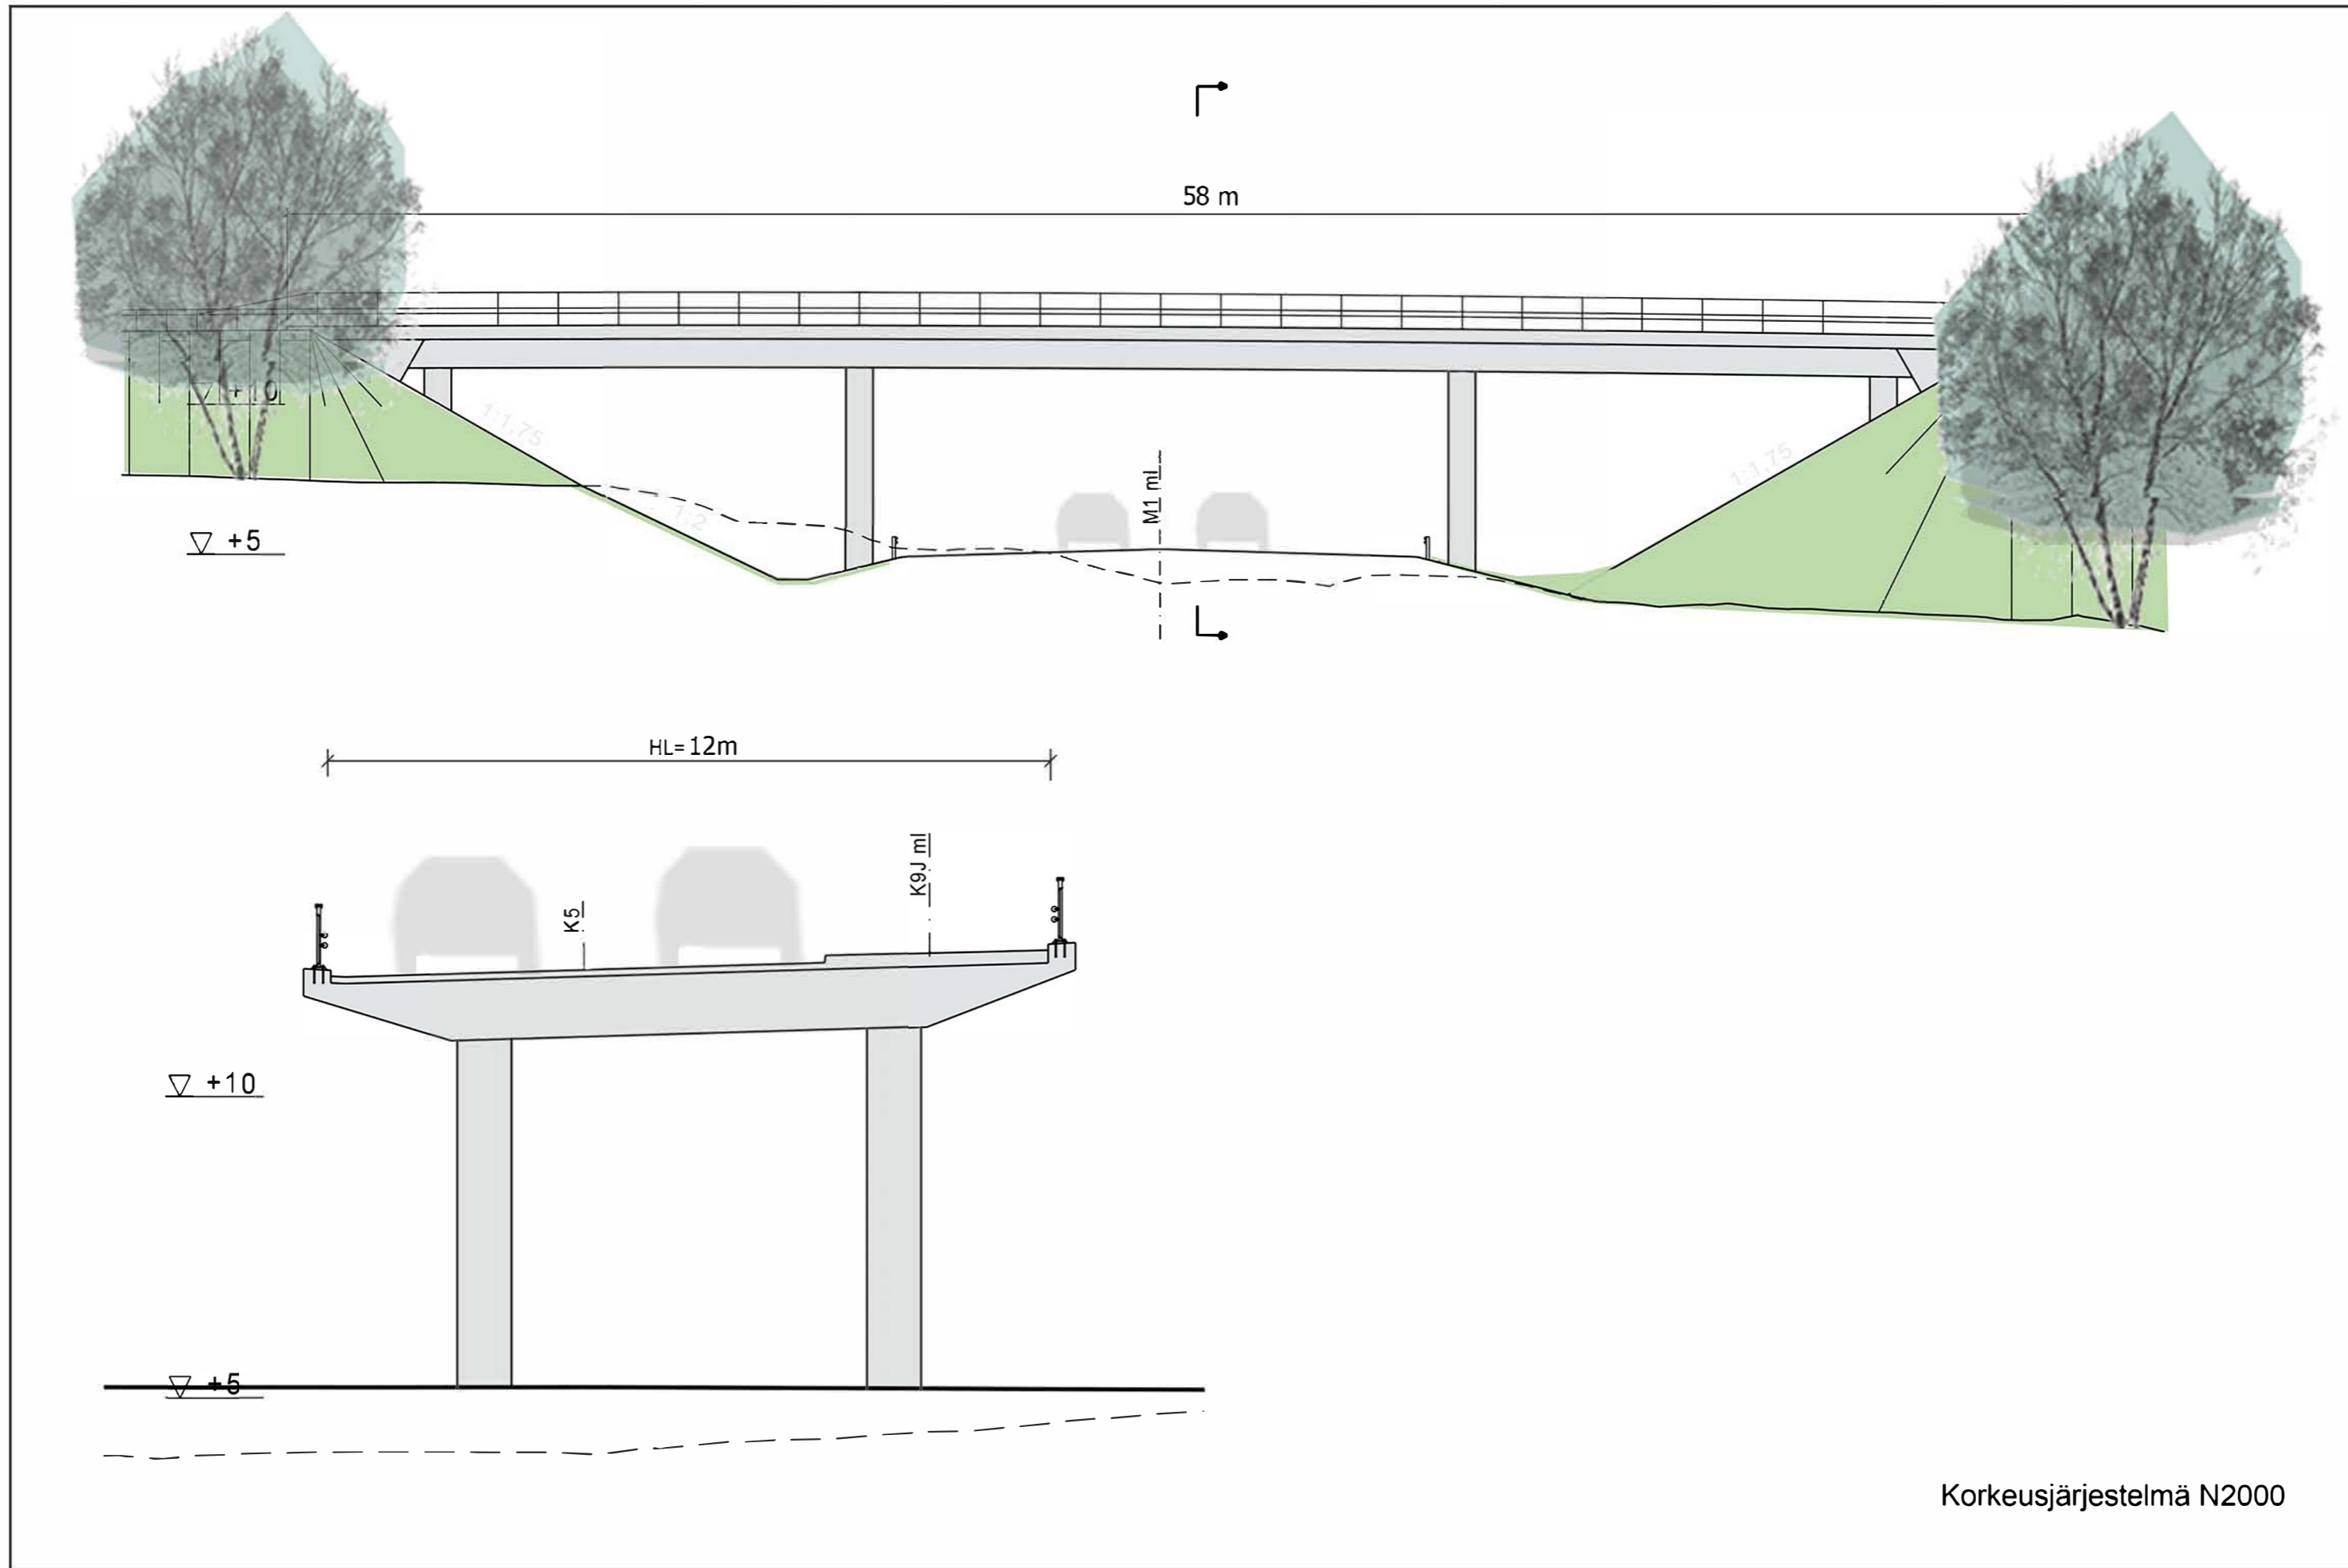 58 m
+10
1:1,75
1:1,75
M1 ml
1:2
+5
HL=12m
K9J ml
K5
+10
+5
Korkeusjärjestelmä N2000